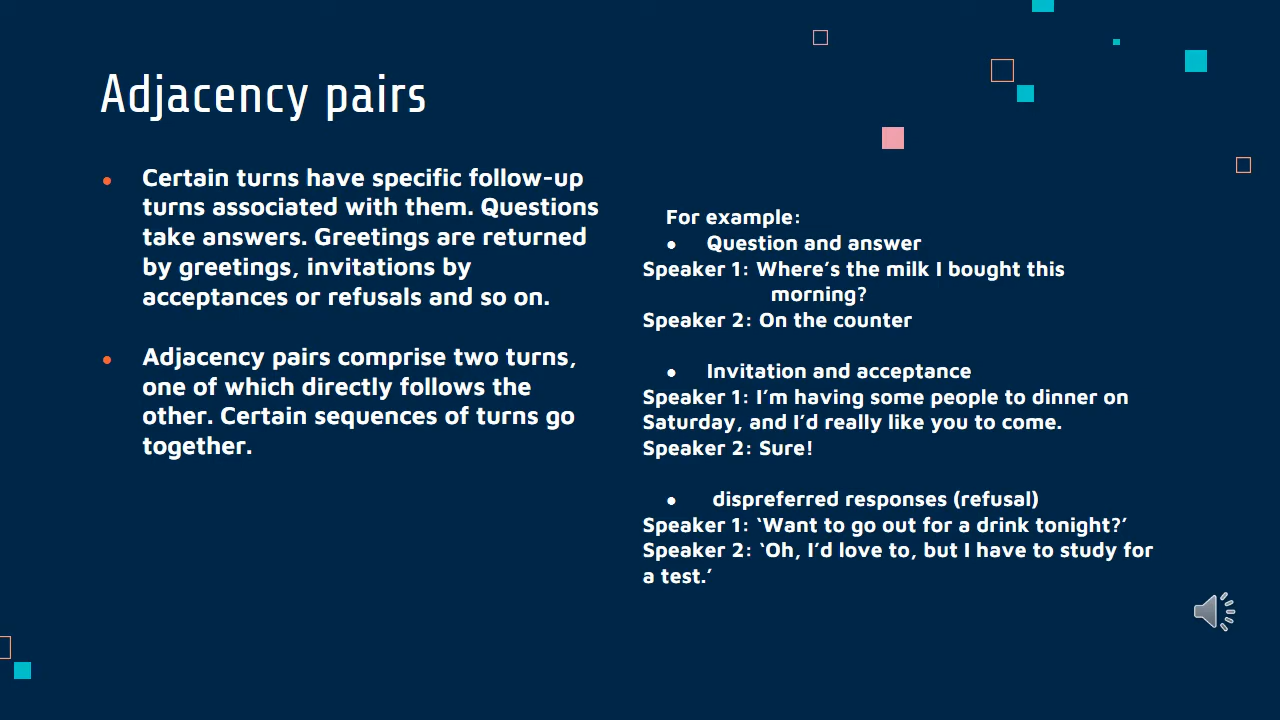 Adjacency pairs
• Certain turns have specific follow-up
turns associated with them. Questions
take answers. Greetings are returned
by greetings, invitations by
acceptances or refusals and so on.
• Adjacency pairs comprise two turns,
one of which directly follows the
other. Certain sequences of turns go
together.
For example:
• Question and answer
Speaker 1: Where's the milk I bought this
morning?
Speaker 2: On the counter
• Invitation and acceptance
Speaker 1: I'm having some people to dinner on
Saturday, and I'd really like you to come.
Speaker 2: Sure!
• dispreferred responses (refusal)
Speaker 1: ‘Want to go out for a drink tonight?’
Speaker 2: ‘Oh, I'd love to, but I have to study for
a test.’